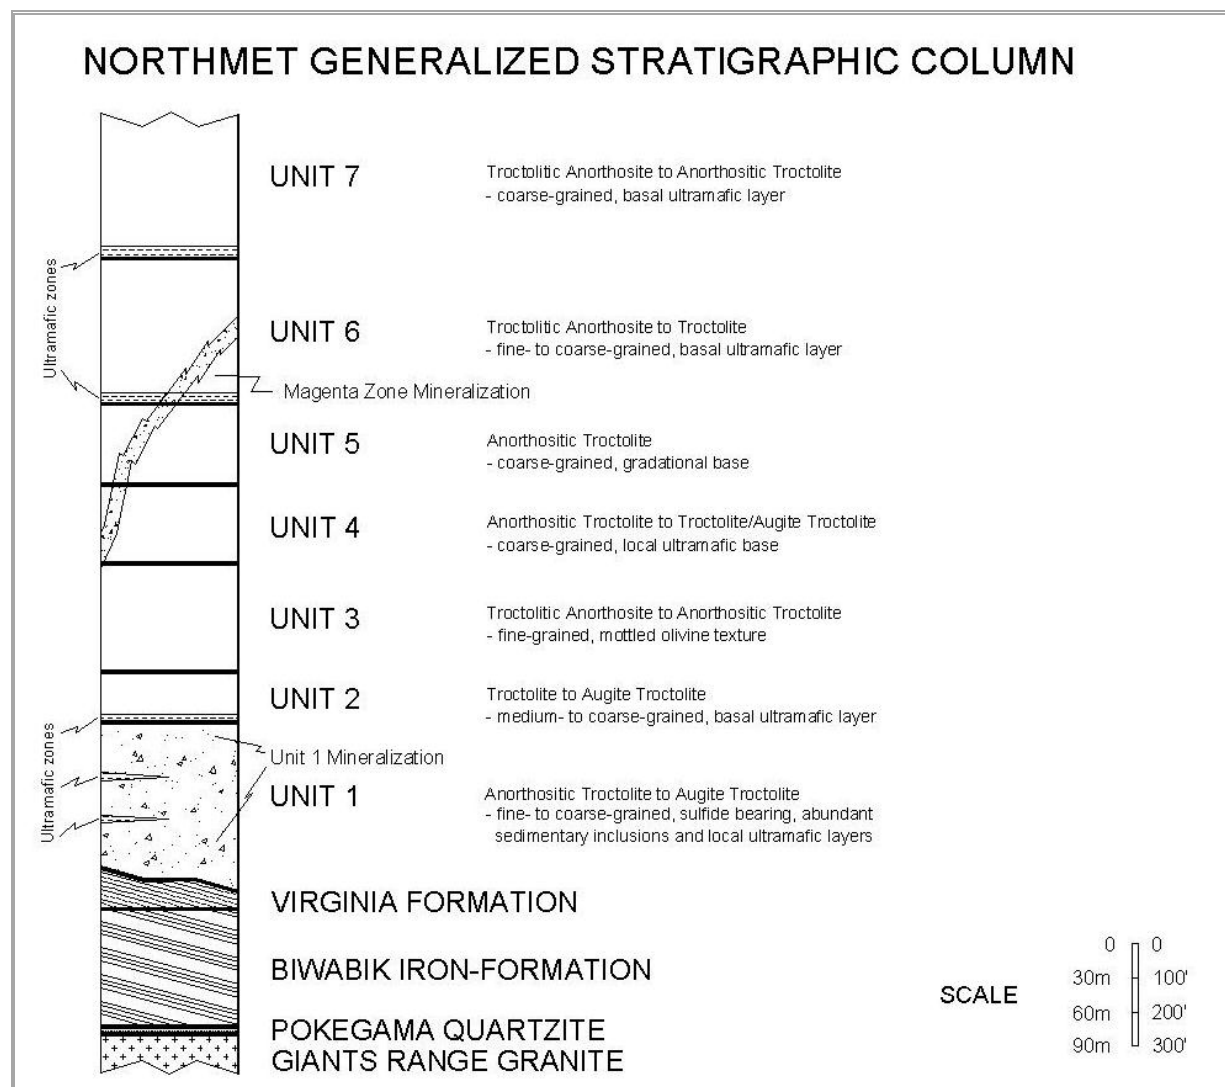 NORTHMET GENERALIZED STRATIGRAPHIC COLUMN
UNIT 7
Troctolitic Anorthosite to Anorthositic Troctolite
- coarse-grained, basal ultramafic layer
Ultramafic zones
UNIT 6
Troctolitic Anorthosite to Troctolite
- fine- to coarse-grained, basal ultramafic layer
Magenta Zone Mineralization
UNIT 5
Anorthositic Troctolite
- coarse-grained, gradational base
UNIT 4
Anorthositic Troctolite to Troctolite/Augite Troctolite
- coarse-grained, local ultramafic base
UNIT 3
Troctolitic Anorthosite to Anorthositic Troctolite
- fine-grained, mottled olivine texture
UNIT 2
Troctolite to Augite Troctolite
- medium- to coarse-grained, basal ultramafic layer
Ultramafic zones
Unit 1 Mineralization
UNIT 1
Anorthositic Troctolite to Augite Troctolite
- fine- to coarse-grained, sulfide bearing, abundant
sedimentary inclusions and local ultramafic layers
VIRGINIA FORMATION
BIWABIK IRON-FORMATION
POKEGAMA QUARTZITE
GIANTS RANGE GRANITE
SCALE
0 0
30m 100'
60m 200'
90m 300'